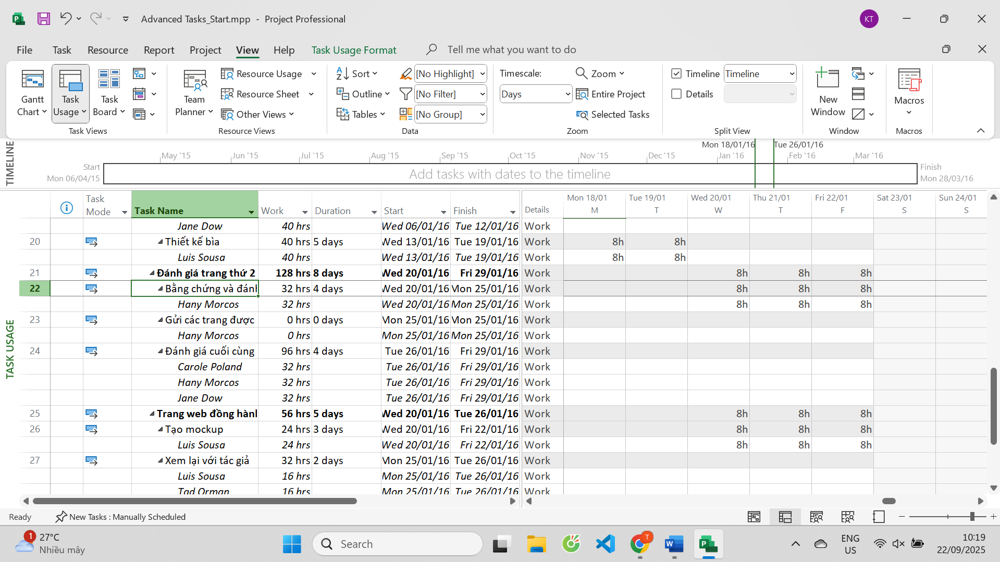 Advanced Tasks_Start.mpp - Project Professional
KT
File Task Resource Report Project View Help Task Usage Format Tell me what you want to do
Gantt Chart
Task Usage
Task Board
Task Views
Team Planner
Resource Usage
Resource Sheet
Other Views
Resource Views
Sort
Outline
Tables
[No Highlight]
[No Filter]
[No Group]
Data
Timescale:
Days
Zoom
Entire Project
Selected Tasks
Zoom
Timeline Timeline
Details
Split View
New Window
Window
Macros
Macros
TIMELINE
Mon 18/01/16 Tue 26/01/16
May '15 Jun '15 Jul '15 Aug '15 Sep '15 Oct '15 Nov '15 Dec '15 Jan '16 Feb '16 Mar '16
Start
Mon 06/04/15
Add tasks with dates to the timeline
Finish
Mon 28/03/16
TASK USAGE
Task Mode Task Name Work Duration Start Finish Details Mon 18/01 Tue 19/01 Wed 20/01 Thu 21/01 Fri 22/01 Sat 23/01 Sun 24/01
M T W T F S S
Jane Dow 40 hrs Wed 06/01/16 Tue 12/01/16 Work
20 Thiết kế bìa 40 hrs 5 days Wed 13/01/16 Tue 19/01/16 Work 8h 8h
Luis Sousa 40 hrs Wed 13/01/16 Tue 19/01/16 Work 8h 8h
21 Đánh giá trang thứ 2 128 hrs 8 days Wed 20/01/16 Fri 29/01/16 Work 8h 8h 8h
22 Bằng chứng và đánh 32 hrs 4 days Wed 20/01/16 Mon 25/01/16 Work 8h 8h 8h
Hany Morcos 32 hrs Wed 20/01/16 Mon 25/01/16 Work 8h 8h 8h
23 Gửi các trang được 0 hrs 0 days Mon 25/01/16 Mon 25/01/16 Work
Hany Morcos 0 hrs Mon 25/01/16 Mon 25/01/16 Work
24 Đánh giá cuối cùng 96 hrs 4 days Tue 26/01/16 Fri 29/01/16 Work
Carole Poland 32 hrs Tue 26/01/16 Fri 29/01/16 Work
Hany Morcos 32 hrs Tue 26/01/16 Fri 29/01/16 Work
Jane Dow 32 hrs Tue 26/01/16 Fri 29/01/16 Work
25 Trang web đồng hành 56 hrs 5 days Wed 20/01/16 Tue 26/01/16 Work 8h 8h 8h
26 Tạo mockup 24 hrs 3 days Wed 20/01/16 Fri 22/01/16 Work 8h 8h 8h
Luis Sousa 24 hrs Wed 20/01/16 Fri 22/01/16 Work 8h 8h 8h
27 Xem lại với tác giả 32 hrs 2 days Mon 25/01/16 Tue 26/01/16 Work
Luis Sousa 16 hrs Mon 25/01/16 Tue 26/01/16 Work
Tad Orman 16 hrs Mon 25/01/16 Tue 26/01/16 Work
Ready New Tasks : Manually Scheduled
1
27°C
Nhiều mây
Search
T
ENG
US
10:19
22/09/2025